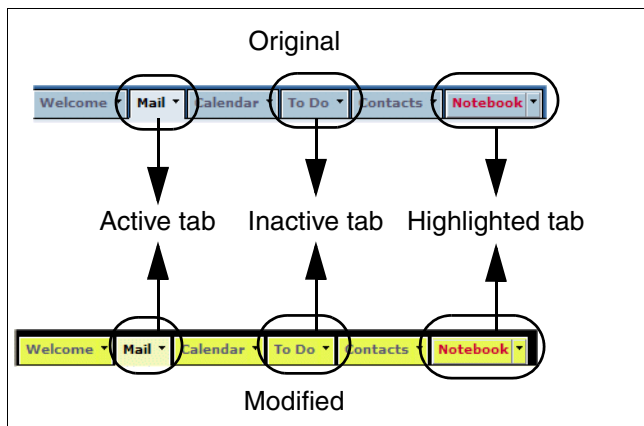 Original
Welcome Mail Calendar To Do Contacts Notebook
Active tab Inactive tab Highlighted tab
Welcome Mail Calendar To Do Contacts Notebook
Modified